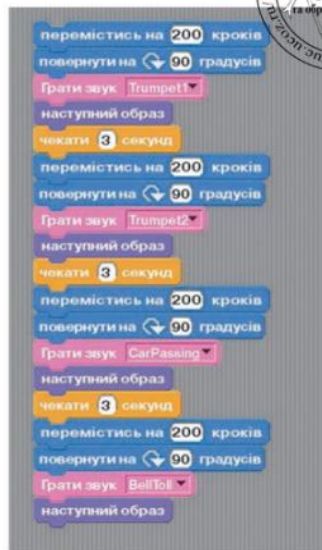 та обр
перемістись на 200 кроків
повернути на 90 градусів
Грати звук Trumpet1
наступний образ
чекати 3 секунд
перемістись на 200 кроків
повернути на 90 градусів
Грати звук Trumpet2
наступний образ
чекати 3 секунд
перемістись на 200 кроків
повернути на 90 градусів
Грати звук CarPassing
наступний образ
чекати 3 секунд
перемістись на 200 кроків
повернути на 90 градусів
Грати звук BellToll
наступний образ